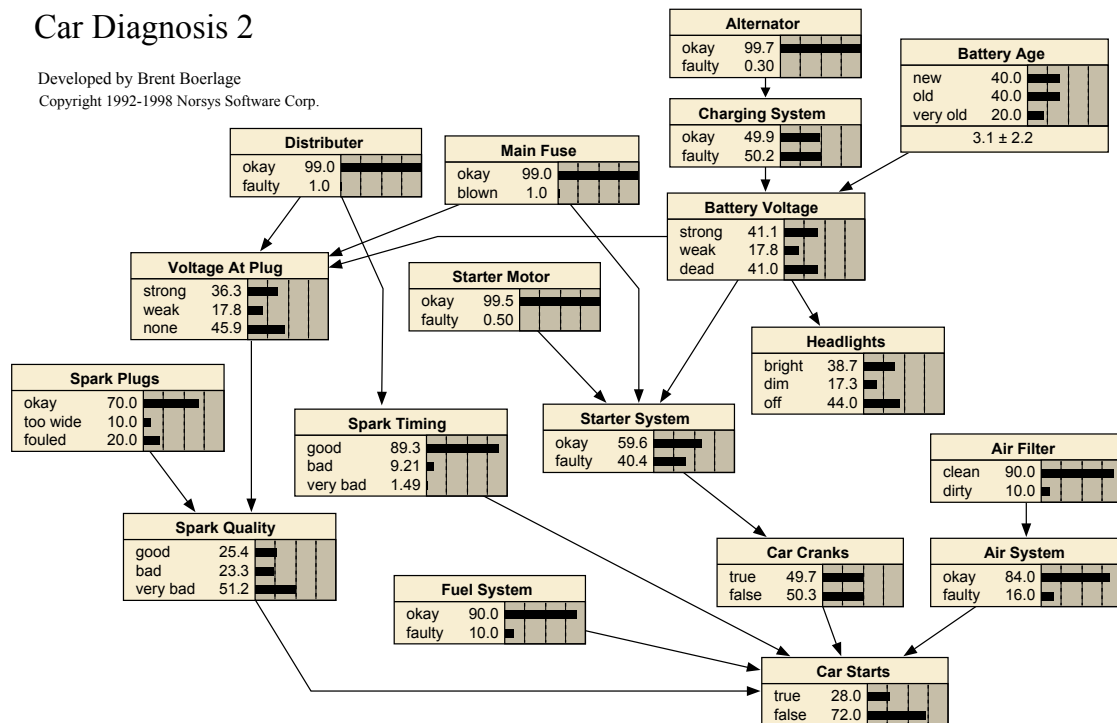 Car Diagnosis 2
Developed by Brent Boerlage
Copyright 1992-1998 Norsys Software Corp.
Alternator
okay 99.7
faulty 0.30
Battery Age
new 40.0
old 40.0
very old 20.0
3.1 ± 2.2
Charging System
okay 49.9
faulty 50.2
Distributer
okay 99.0
faulty 1.0
Main Fuse
okay 99.0
blown 1.0
Battery Voltage
strong 41.1
weak 17.8
dead 41.0
Voltage At Plug
strong 36.3
weak 17.8
none 45.9
Starter Motor
okay 99.5
faulty 0.50
Headlights
bright 38.7
dim 17.3
off 44.0
Spark Plugs
okay 70.0
too wide 10.0
fouled 20.0
Spark Timing
good 89.3
bad 9.21
very bad 1.49
Starter System
okay 59.6
faulty 40.4
Air Filter
clean 90.0
dirty 10.0
Spark Quality
good 25.4
bad 23.3
very bad 51.2
Car Cranks
true 49.7
false 50.3
Air System
okay 84.0
faulty 16.0
Fuel System
okay 90.0
faulty 10.0
Car Starts
true 28.0
false 72.0